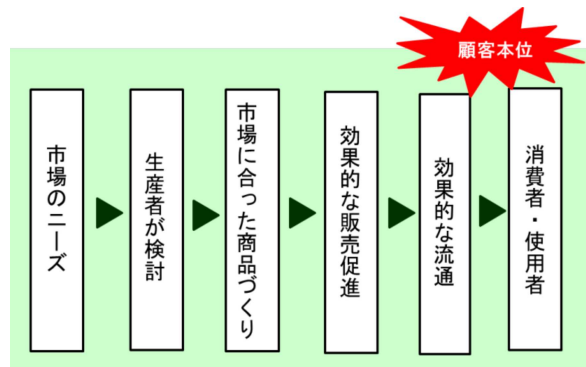 顧客本位
市場のニーズ
生産者が検討
市場に合った商品づくり
効果的な販売促進
効果的な流通
消費者・使用者